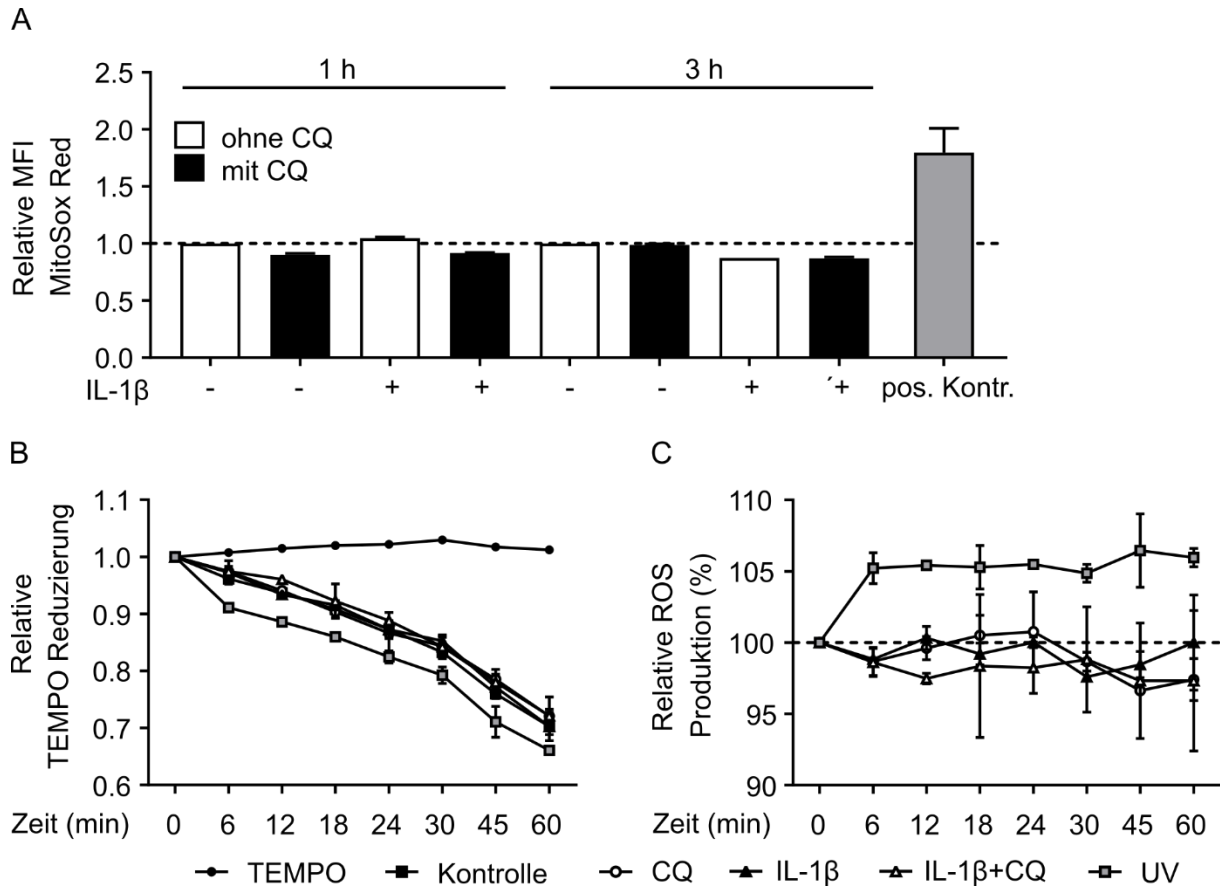 A
1 h 3 h
2.5
2.0
1.5
1.0
0.5
0.0
Relative MFI
MitoSox Red
ohne CQ
mit CQ
IL-1β - - + + - - + ´+ pos. Kontr.
B
1.1
1.0
0.9
0.8
0.7
0.6
Relative
TEMPO Reduzierung
Zeit (min) 0 6 12 18 24 30 45 60
C
110
105
100
95
90
Relative ROS
Produktion (%)
Zeit (min) 0 6 12 18 24 30 45 60
TEMPO Kontrolle CQ IL-1β IL-1β+CQ UV